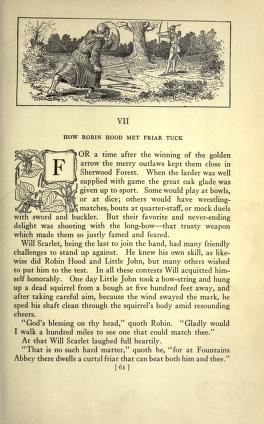 VII
HOW ROBIN HOOD MET FRIAR TUCK
FOR a time after the winning of the golden
arrow the merry outlaws kept them close in
Sherwood Forest. When the larder was well
supplied with game the great oak glade was
given up to sport. Some would play at bowls,
or at dice; others would have wrestling-
matches, bouts at quarter-staff, or mock duels
with sword and buckler. But their favorite and never-ending
delight was shooting with the long-bow—that trusty weapon
which made them so justly famed and feared.
Will Scarlet, being the last to join the band, had many friendly
challenges to stand up against. He knew his own skill, as like-
wise did Robin Hood and Little John, but many others wished
to put him to the test. In all these contests Will acquitted him-
self honorably. One day Little John took a bow-string and hung
up a dead squirrel from a bough at five hundred feet away, and
after taking careful aim, because the wind swayed the mark, he
sped his shaft clean through the squirrel's body amid resounding
cheers.
"God's blessing on thy head," quoth Robin. "Gladly would
I walk a hundred miles to see one that could match thee."
At that Will Scarlet laughed full heartily.
"That is no such hard matter," quoth he, "for at Fountains
Abbey there dwells a curtal friar that can beat both him and thee."
[61]